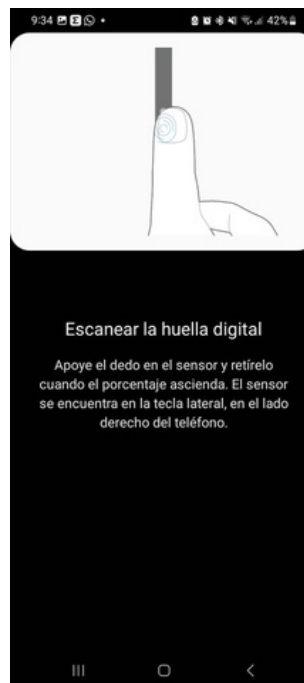 9:34
42%
Escanear la huella digital
Apoye el dedo en el sensor y retírelo
cuando el porcentaje ascienda. El sensor
se encuentra en la tecla lateral, en el lado
derecho del teléfono.